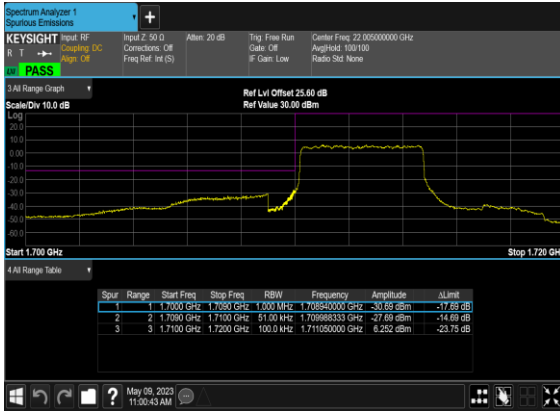 Spectrum Analyzer 1
Spurious Emissions
+
KEYSIGHT Input: RF Input Z: 50 Ω Atten: 20 dB Trig: Free Run Center Freq: 22.005000000 GHz
R T Coupling: DC Corrections: Off Gate: Off Avg|Hold: 100/100
Align: Off Freq Ref: Int (S) IF Gain: Low Radio Std: None
PASS
3 All Range Graph
Ref Lvl Offset 25.60 dB
Scale/Div 10.0 dB Ref Value 30.00 dBm
Log
20.0
10.0
0.00
-10.0
-20.0
-30.0
-40.0
-50.0
-60.0
Start 1.700 GHz Stop 1.720 GH
4 All Range Table
Spur Range Start Freq Stop Freq RBW Frequency Amplitude ΔLimit
1 1 1.7000 GHz 1.7090 GHz 1.000 MHz 1.708940000 GHz -30.69 dBm -17.69 dB
2 2 1.7090 GHz 1.7100 GHz 51.00 kHz 1.709988333 GHz -27.69 dBm -14.69 dB
3 3 1.7100 GHz 1.7200 GHz 100.0 kHz 1.711050000 GHz 6.252 dBm -23.75 dB
?
May 09, 2023
11:00:43 AM